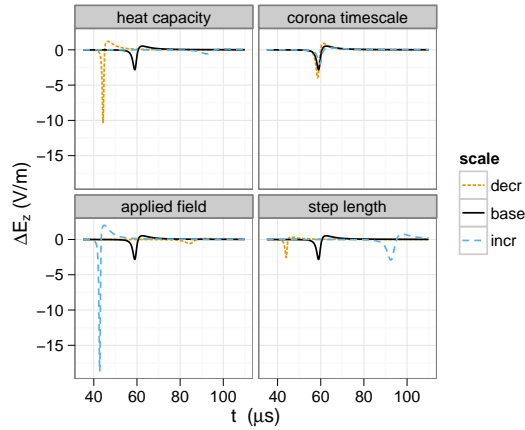 heat capacity
corona timescale
0
−5
−10
−15
applied field
step length
0
−5
−10
−15
40 60 80 100
40 60 80 100
t (μs)
ΔE_z (V/m)
scale
decr
base
incr